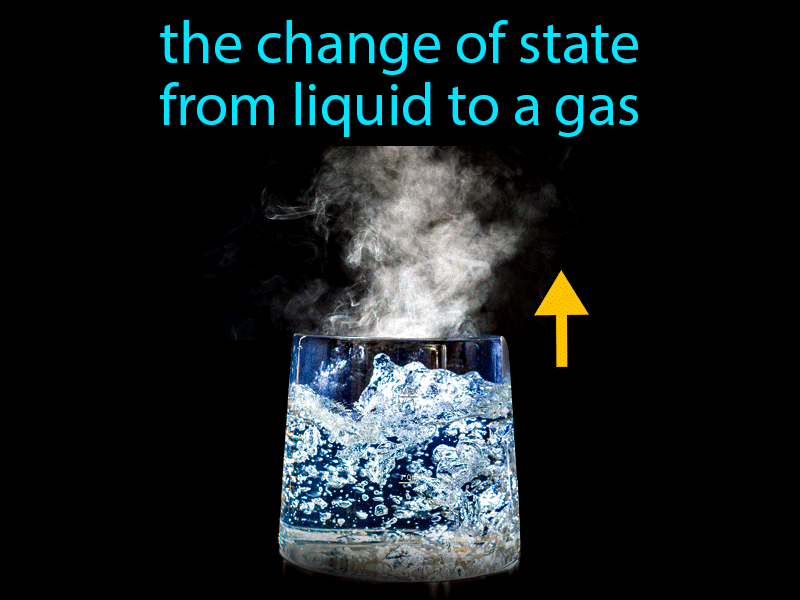 the change of state
from liquid to a gas